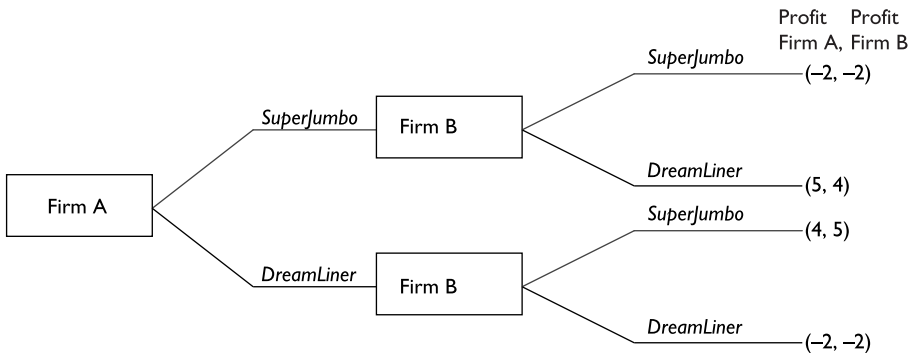 Profit Profit
Firm A, Firm B
SuperJumbo
(–2, –2)
SuperJumbo
Firm B
DreamLiner
(5, 4)
Firm A
SuperJumbo
(4, 5)
DreamLiner
Firm B
DreamLiner
(–2, –2)